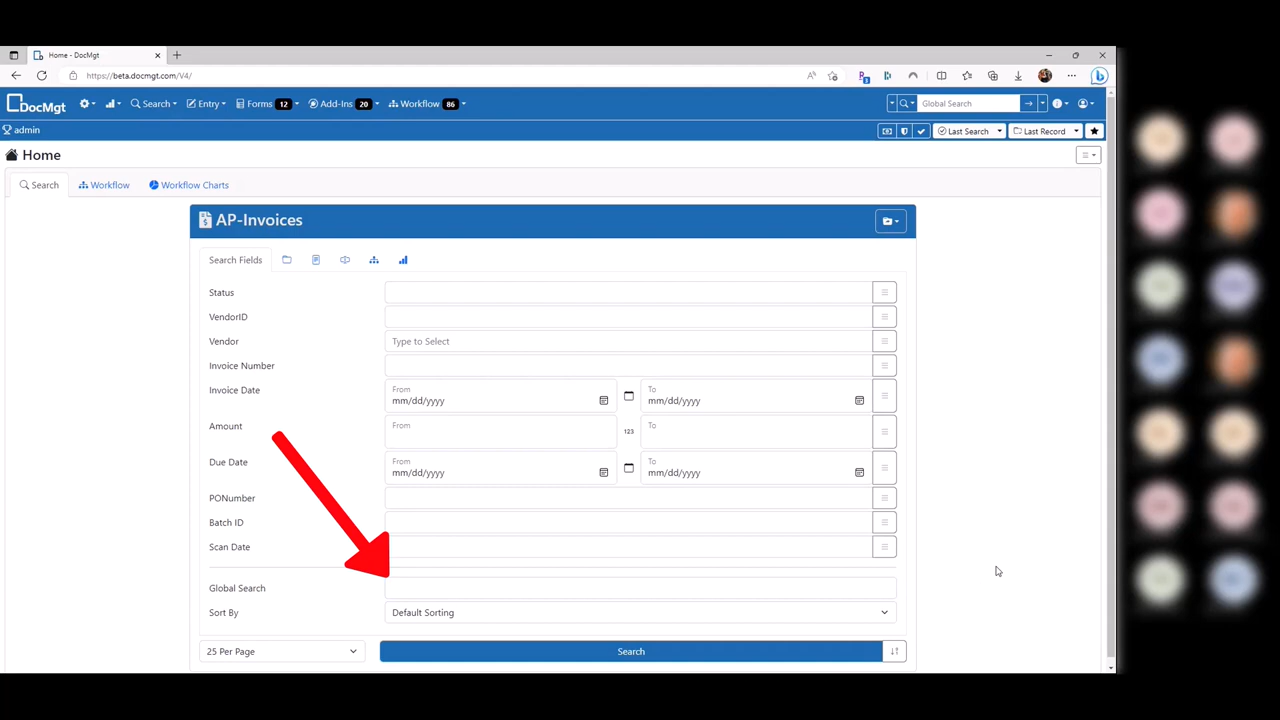 Home - DocMgt
https://beta.docmgt.com/V4/
DocMgt
Search
Entry
Forms 12
Add-Ins 20
Workflow 86
Global Search
admin
Last Search
Last Record
Home
Search
Workflow
Workflow Charts
AP-Invoices
Search Fields
Status
VendorID
Vendor Type to Select
Invoice Number
Invoice Date From mm/dd/yyyy To mm/dd/yyyy
Amount From 123 To
Due Date From mm/dd/yyyy To mm/dd/yyyy
PONumber
Batch ID
Scan Date
Global Search
Sort By Default Sorting
25 Per Page Search